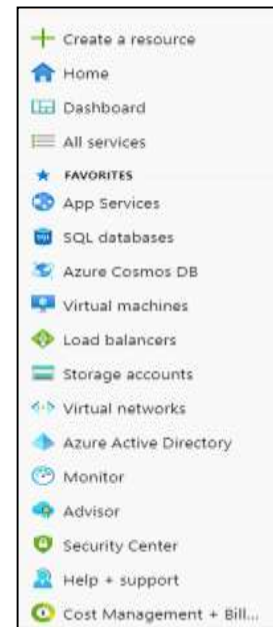 Create a resource
Home
Dashboard
All services
FAVORITES
App Services
SQL databases
Azure Cosmos DB
Virtual machines
Load balancers
Storage accounts
Virtual networks
Azure Active Directory
Monitor
Advisor
Security Center
Help + support
Cost Management + Bill...